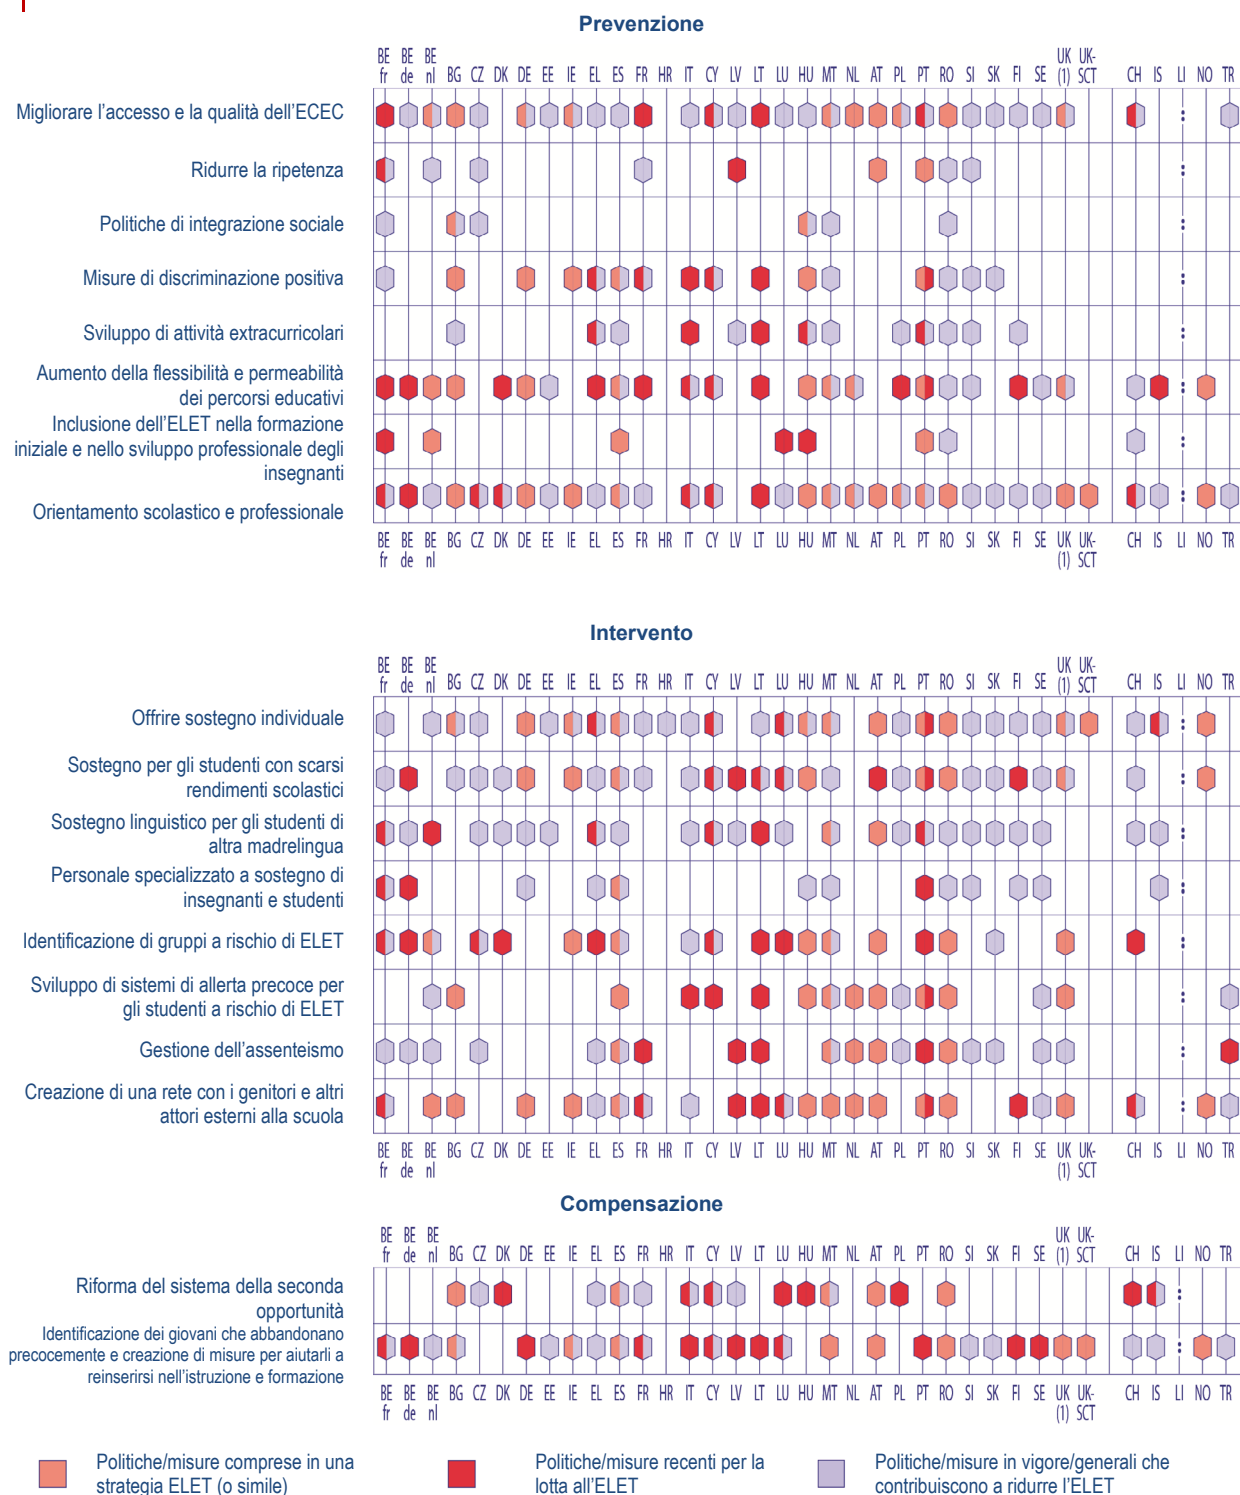 Prevenzione
BE BE BE UK UK-
fr de nl BG CZ DK DE EE IE EL ES FR HR IT CY LV LT LU HU MT NL AT PL PT RO SI SK FI SE (1) SCT CH IS LI NO TR
Migliorare l'accesso e la qualità dell'ECEC
Ridurre la ripetenza
Politiche di integrazione sociale
Misure di discriminazione positiva
Sviluppo di attività extracurricolari
Aumento della flessibilità e permeabilità
dei percorsi educativi
Inclusione dell'ELET nella formazione
iniziale e nello sviluppo professionale degli
insegnanti
Orientamento scolastico e professionale
BE BE BE BG CZ DK DE EE IE EL ES FR HR IT CY LV LT LU HU MT NL AT PL PT RO SI SK FI SE UK UK- CH IS LI NO TR
fr de nl (1) SCT
Intervento
BE BE BE UK UK-
fr de nl BG CZ DK DE EE IE EL ES FR HR IT CY LV LT LU HU MT NL AT PL PT RO SI SK FI SE (1) SCT CH IS LI NO TR
Offrire sostegno individuale
Sostegno per gli studenti con scarsi
rendimenti scolastici
Sostegno linguistico per gli studenti di
altra madrelingua
Personale specializzato a sostegno di
insegnanti e studenti
Identificazione di gruppi a rischio di ELET
Sviluppo di sistemi di allerta precoce per
gli studenti a rischio di ELET
Gestione dell'assenteismo
Creazione di una rete con i genitori e altri
attori esterni alla scuola
BE BE BE BG CZ DK DE EE IE EL ES FR HR IT CY LV LT LU HU MT NL AT PL PT RO SI SK FI SE UK UK- CH IS LI NO TR
fr de nl (1) SCT
Compensazione
BE BE BE UK UK-
fr de nl BG CZ DK DE EE IE EL ES FR HR IT CY LV LT LU HU MT NL AT PL PT RO SI SK FI SE (1) SCT CH IS LI NO TR
Riforma del sistema della seconda
opportunità
Identificazione dei giovani che abbandonano
precocemente e creazione di misure per aiutarli a
reinserirsi nell'istruzione e formazione
BE BE BE BG CZ DK DE EE IE EL ES FR HR IT CY LV LT LU HU MT NL AT PL PT RO SI SK FI SE UK UK- CH IS LI NO TR
fr de nl (1) SCT
Politiche/misure comprese in una
strategia ELET (o simile)
Politiche/misure recenti per la
lotta all'ELET
Politiche/misure in vigore/generali che
contribuiscono a ridurre l'ELET